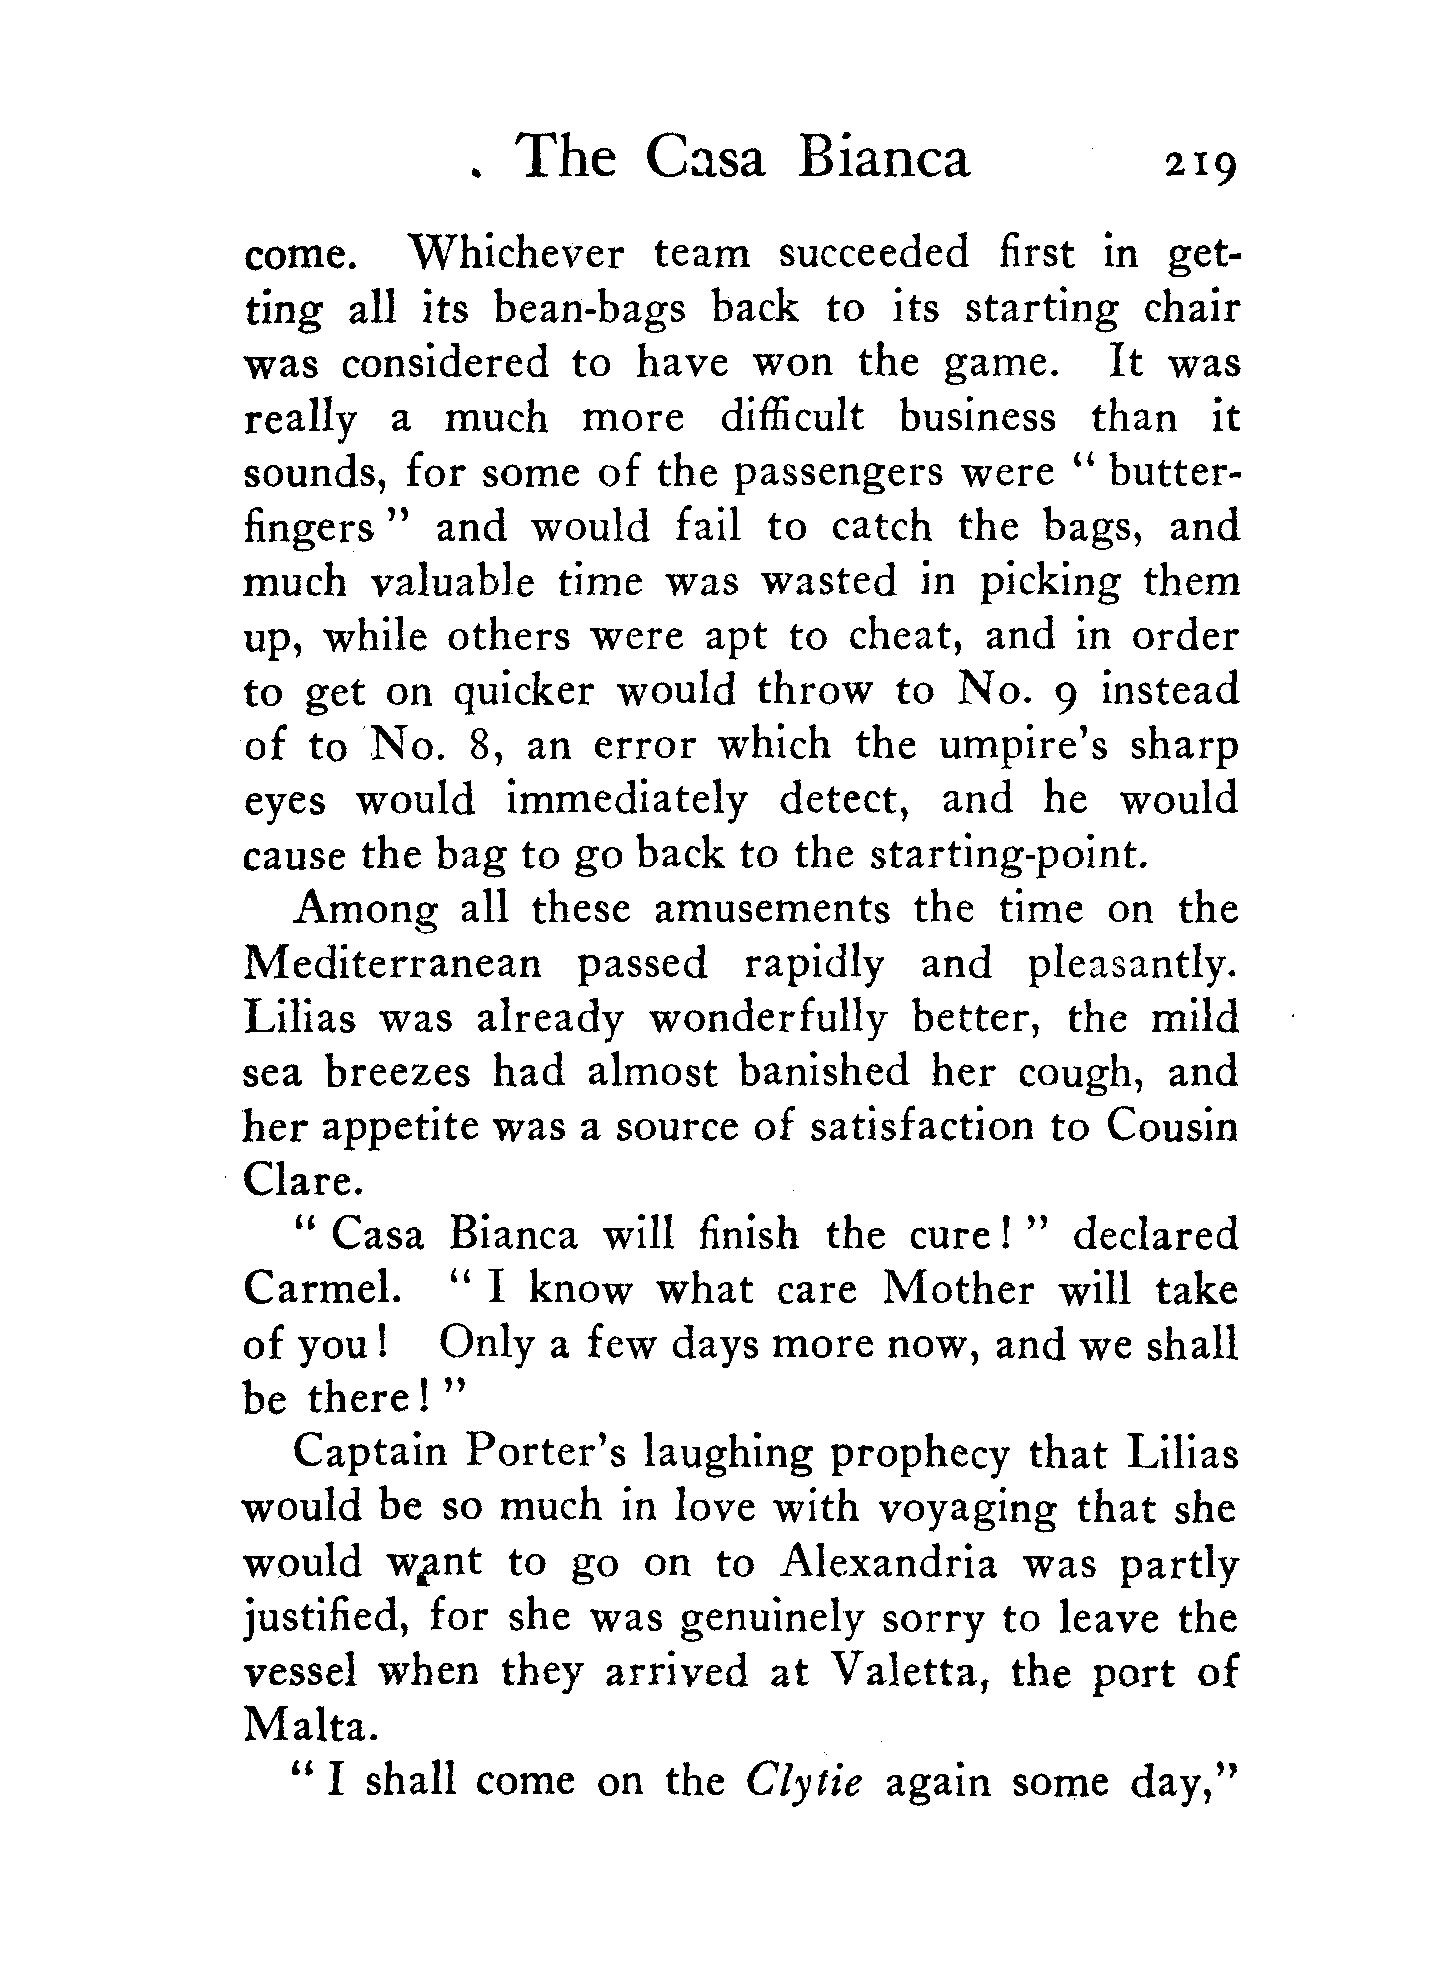 The Casa Bianca 219
come. Whichever team succeeded first in get-
ting all its bean-bags back to its starting chair
was considered to have won the game. It was
really a much more difficult business than it
sounds, for some of the passengers were " butter-
fingers " and would fail to catch the bags, and
much valuable time was wasted in picking them
up, while others were apt to cheat, and in order
to get on quicker would throw to No. 9 instead
of to No. 8, an error which the umpire's sharp
eyes would immediately detect, and he would
cause the bag to go back to the starting-point.
Among all these amusements the time on the
Mediterranean passed rapidly and pleasantly.
Lilias was already wonderfully better, the mild
sea breezes had almost banished her cough, and
her appetite was a source of satisfaction to Cousin
Clare.
" Casa Bianca will finish the cure! " declared
Carmel. " I know what care Mother will take
of you! Only a few days more now, and we shall
be there! "
Captain Porter's laughing prophecy that Lilias
would be so much in love with voyaging that she
would want to go on to Alexandria was partly
justified, for she was genuinely sorry to leave the
vessel when they arrived at Valetta, the port of
Malta.
" I shall come on the Clytie again some day,"